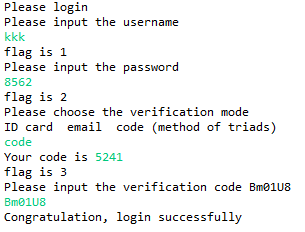 Please login
Please input the username
kkk
flag is 1
Please input the password
8562
flag is 2
Please choose the verification mode
ID card  email  code (method of triads)
code
Your code is 5241
flag is 3
Please input the verification code Bm01U8
Bm01U8
Congratulation, login successfully